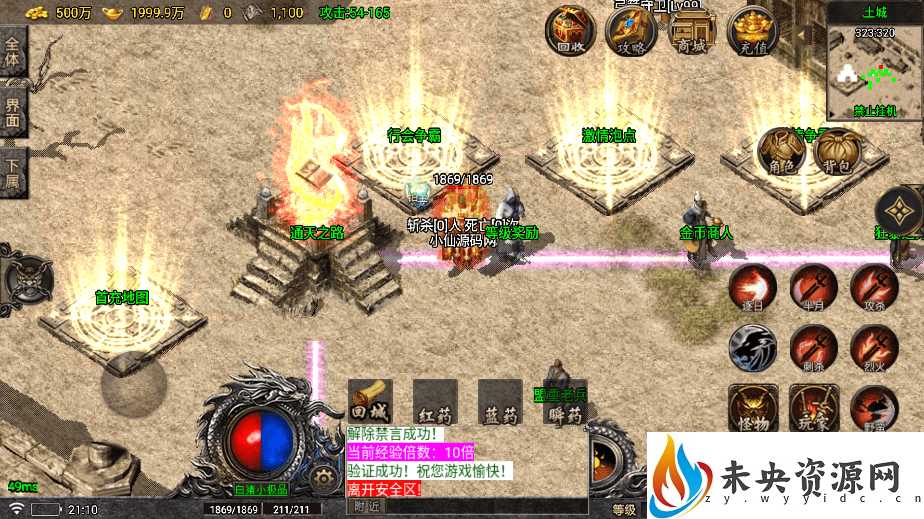 500万 1999.9万 0 1,100 攻击:54-165
全体
界面
下属
回收
攻略
商城
充值
土城
323:320
禁止挂机
角色
背包
行会争霸
激情泡点
1869/1869
斩杀[0]人 死亡[0]次
小仙源码网
等级奖励
通天之路
金币商人
首充地图
逐日
半月
攻杀
刺杀
烈火
怪物
玩家
野蛮
回城
红药
蓝药
瞬药
盟重老兵
解除禁言成功!
当前经验倍数:10倍
验证成功!祝您游戏愉快!
离开安全区!
附近
白猪小极品
1869/1869 211/211
49ms
21:10
等级
未央资源网
zy.wyyidc.cn